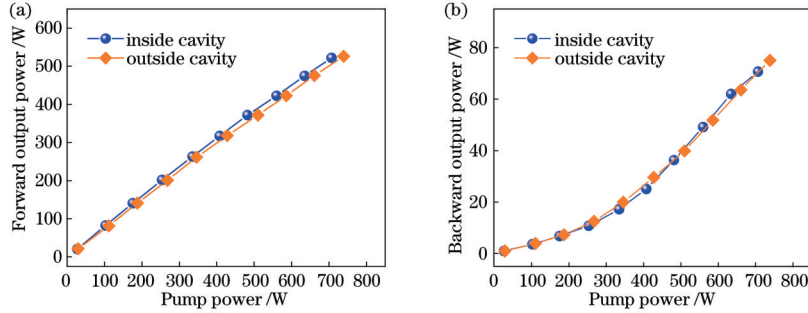 (a)
600
500
400
300
200
100
0
inside cavity
outside cavity
Forward output power /W
0 100 200 300 400 500 600 700 800
Pump power /W
(b)
80
60
40
20
0
inside cavity
outside cavity
Backward output power /W
0 100 200 300 400 500 600 700 800
Pump power /W